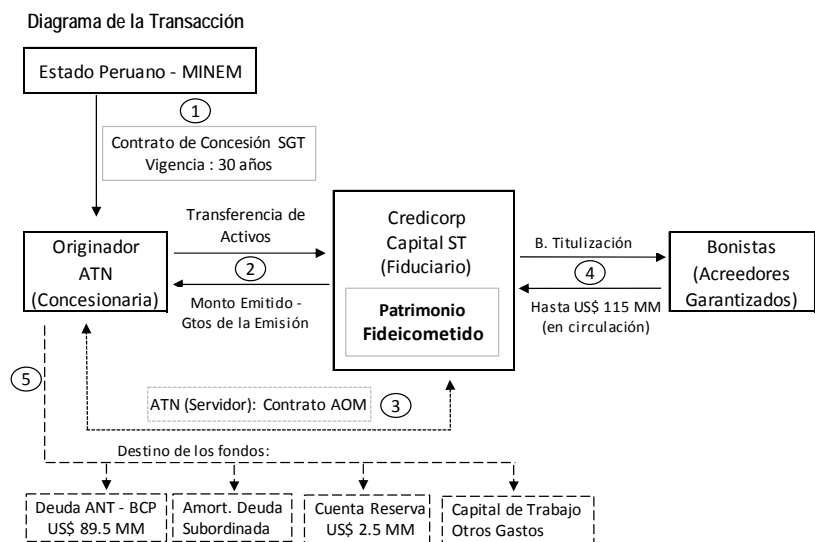 Diagrama de la Transacción
Estado Peruano - MINEM
1
Contrato de Concesión SGT
Vigencia : 30 años
Originador
ATN
(Concesionaria)
Transferencia de
Activos
2
Monto Emitido -
Gtos de la Emisión
Credicorp
Capital ST
(Fiduciario)
Patrimonio
Fideicometido
B. Titulización
4
Hasta US$ 115 MM
(en circulación)
Bonistas
(Acreedores
Garantizados)
5
ATN (Servidor): Contrato AOM
3
Destino de los fondos:
Deuda ANT - BCP
US$ 89.5 MM
Amort. Deuda
Subordinada
Cuenta Reserva
US$ 2.5 MM
Capital de Trabajo
Otros Gastos